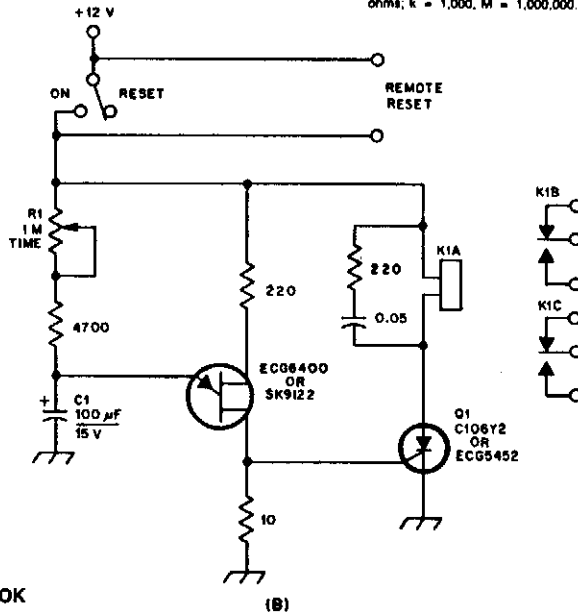 ohms; k = 1,000, M = 1,000,000.
+12 V
ON
RESET
REMOTE
RESET
R1
1 M
TIME
220
K1A
K1B
220
4700
0.05
K1C
ECG6400
OR
SK9122
+
C1
100 µF
15 V
Q1
C106Y2
OR
ECG5452
10
OK
(B)